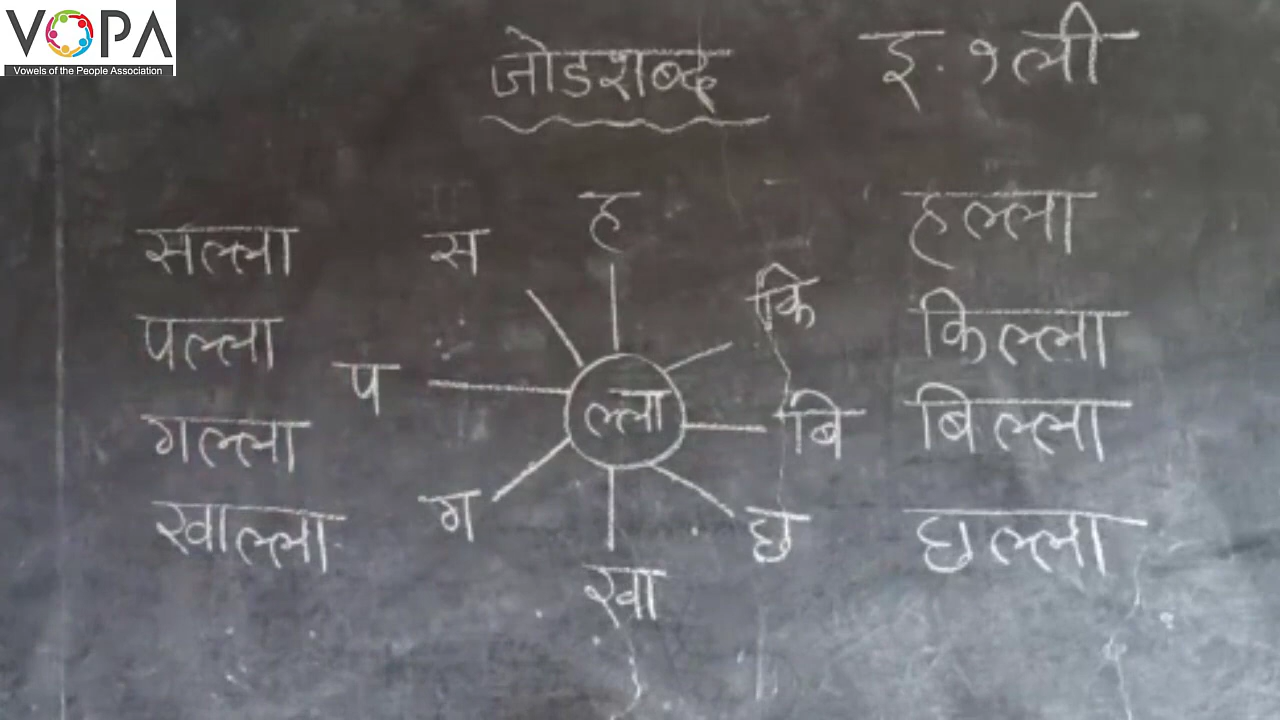 VOPA
Vowels of the People Association
जोडशब्द इ. १ली
ह
सल्ला स हल्ला
कि
पल्ला किल्ला
प
ल्ला
गल्ला बि बिल्ला
खाल्ला ग छ छल्ला
खा